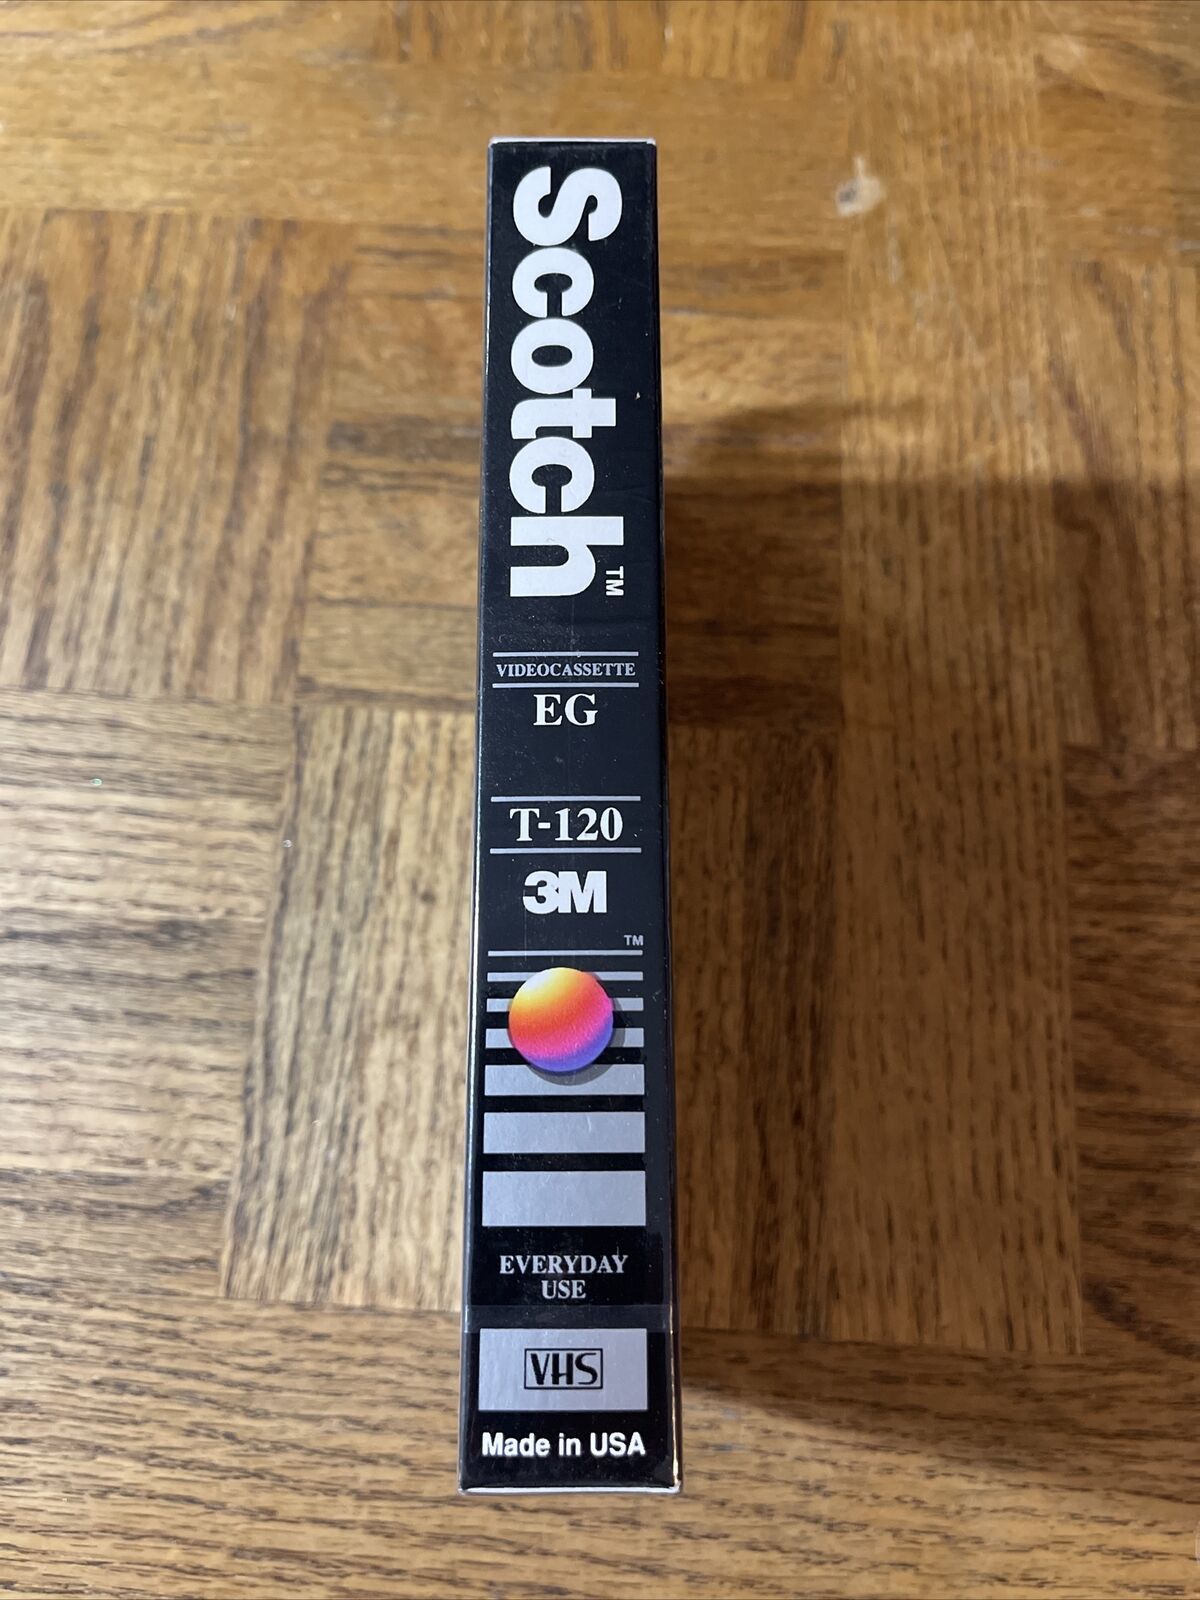 Scotch™
VIDEOCASSETTE
EG
T-120
3M
TM
EVERYDAY
USE
VHS
Made in USA